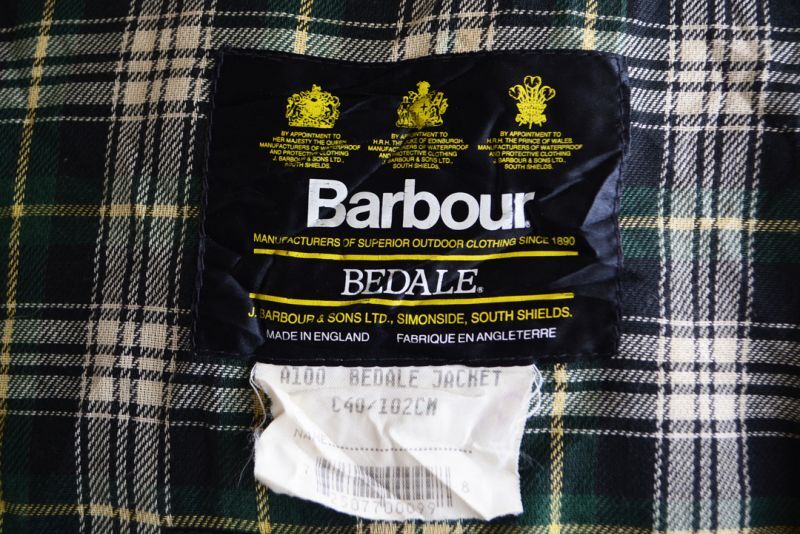 BY APPOINTMENT TO
HER MAJESTY THE QUEEN
MANUFACTURERS OF WATERPROOF
AND PROTECTIVE CLOTHING
J. BARBOUR & SONS LTD.,
SOUTH SHIELDS.
BY APPOINTMENT TO
H.R.H. THE DUKE OF EDINBURGH
MANUFACTURERS OF WATERPROOF
AND PROTECTIVE CLOTHING
J. BARBOUR & SONS LTD.,
SOUTH SHIELDS.
BY APPOINTMENT TO
H.R.H. THE PRINCE OF WALES
MANUFACTURERS OF WATERPROOF
AND PROTECTIVE CLOTHING
J. BARBOUR & SONS LTD.,
SOUTH SHIELDS.
Barbour
MANUFACTURERS OF SUPERIOR OUTDOOR CLOTHING SINCE 1890
BEDALE
J. BARBOUR & SONS LTD., SIMONSIDE, SOUTH SHIELDS.
MADE IN ENGLAND FABRIQUE EN ANGLETERRE
A100 BEDALE JACKET
C40/102CM
8